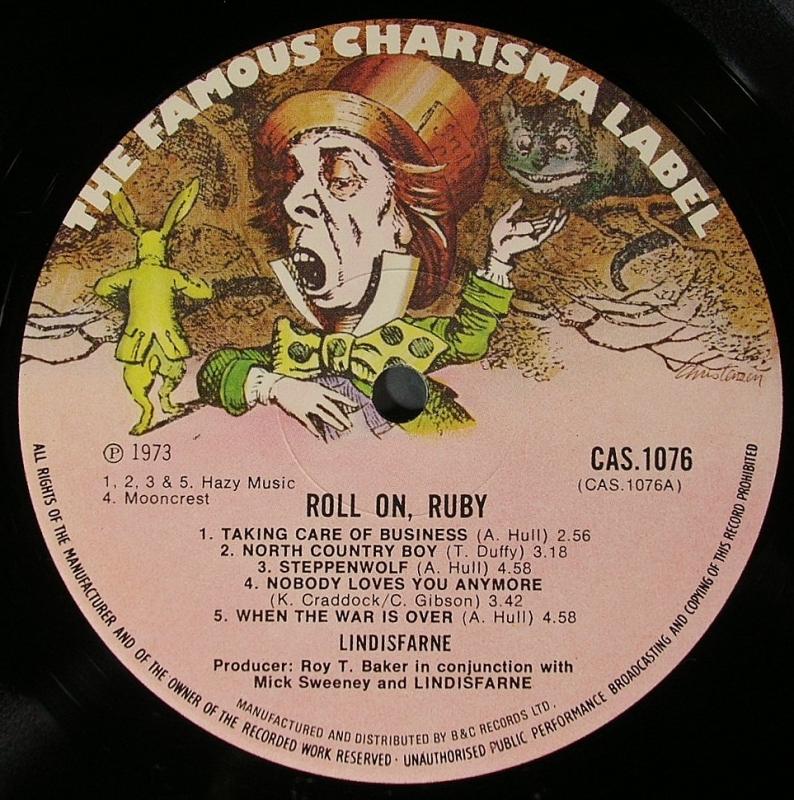 THE FAMOUS CHARISMA LABEL
Christensen
℗ 1973
1, 2, 3 & 5. Hazy Music
4. Mooncrest
CAS.1076
(CAS.1076A)
ROLL ON, RUBY
1. TAKING CARE OF BUSINESS (A. Hull) 2.56
2. NORTH COUNTRY BOY (T. Duffy) 3.18
3. STEPPENWOLF (A. Hull) 4.58
4. NOBODY LOVES YOU ANYMORE
(K. Craddock/C. Gibson) 3.42
5. WHEN THE WAR IS OVER (A. Hull) 4.58
LINDISFARNE
Producer: Roy T. Baker in conjunction with
Mick Sweeney and LINDISFARNE
MANUFACTURED AND DISTRIBUTED BY B&C RECORDS LTD.
ALL RIGHTS OF THE MANUFACTURER AND OF THE OWNER OF THE RECORDED WORK RESERVED · UNAUTHORISED PUBLIC PERFORMANCE BROADCASTING AND COPYING OF THIS RECORD PROHIBITED